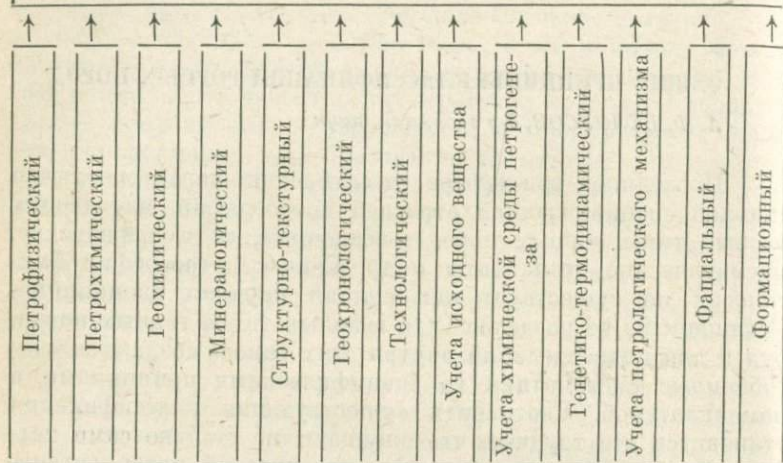 Петрофизический
Петрохимический
Геохимический
Минералогический
Структурно-текстурный
Геохронологический
Технологический
Учета исходного вещества
Учета химической среды петрогене-
за
Генетико-термодинамический
Учета петрологического механизма
Фациальный
Формационный